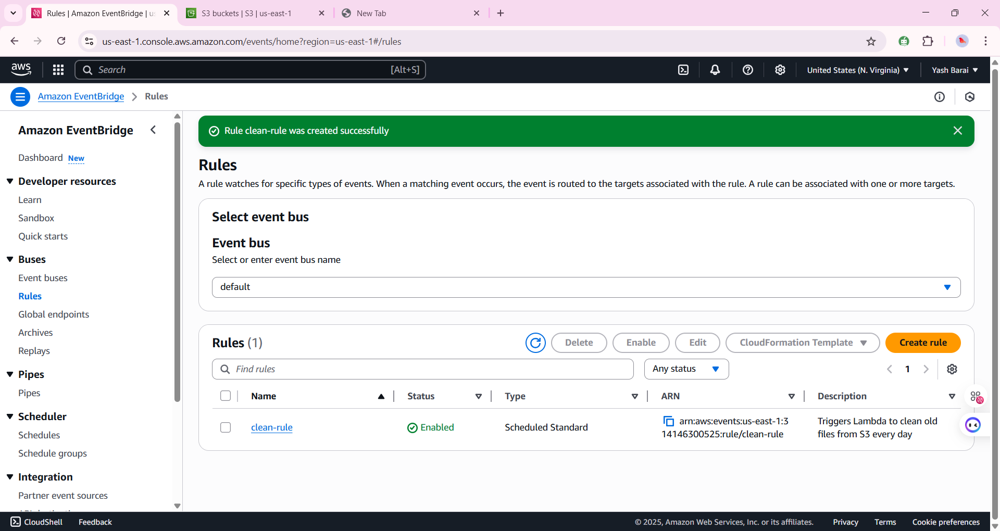 Rules | Amazon EventBridge | us
S3 buckets | S3 | us-east-1
New Tab
us-east-1.console.aws.amazon.com/events/home?region=us-east-1#/rules
aws
Search
[Alt+S]
United States (N. Virginia)
Yash Barai
Amazon EventBridge
Rules
Amazon EventBridge
Dashboard New
Developer resources
Learn
Sandbox
Quick starts
Buses
Event buses
Rules
Global endpoints
Archives
Replays
Pipes
Pipes
Scheduler
Schedules
Schedule groups
Integration
Partner event sources
Rule clean-rule was created successfully
Rules
A rule watches for specific types of events. When a matching event occurs, the event is routed to the targets associated with the rule. A rule can be associated with one or more targets.
Select event bus
Event bus
Select or enter event bus name
default
Rules (1)
Delete
Enable
Edit
CloudFormation Template
Create rule
Find rules
Any status
1
Name
Status
Type
ARN
Description
clean-rule
Enabled
Scheduled Standard
arn:aws:events:us-east-1:3
14146300525:rule/clean-rule
Triggers Lambda to clean old
files from S3 every day
CloudShell
Feedback
© 2025, Amazon Web Services, Inc. or its affiliates.
Privacy
Terms
Cookie preferences